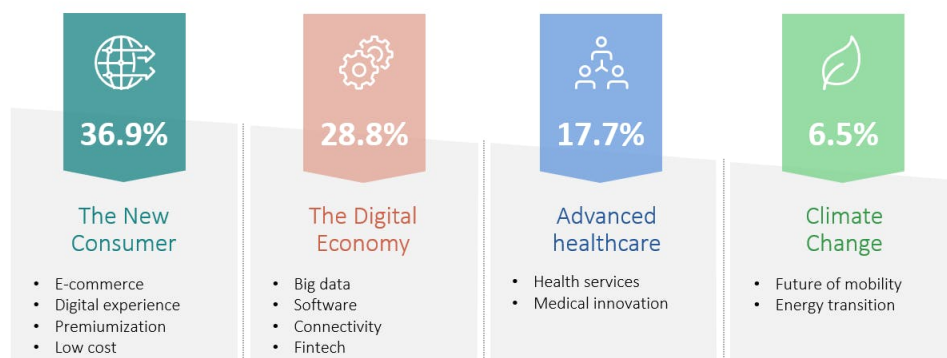 36.9%
The New
Consumer
• E-commerce
• Digital experience
• Premiumization
• Low cost
28.8%
The Digital
Economy
• Big data
• Software
• Connectivity
• Fintech
17.7%
Advanced
healthcare
• Health services
• Medical innovation
6.5%
Climate
Change
• Future of mobility
• Energy transition